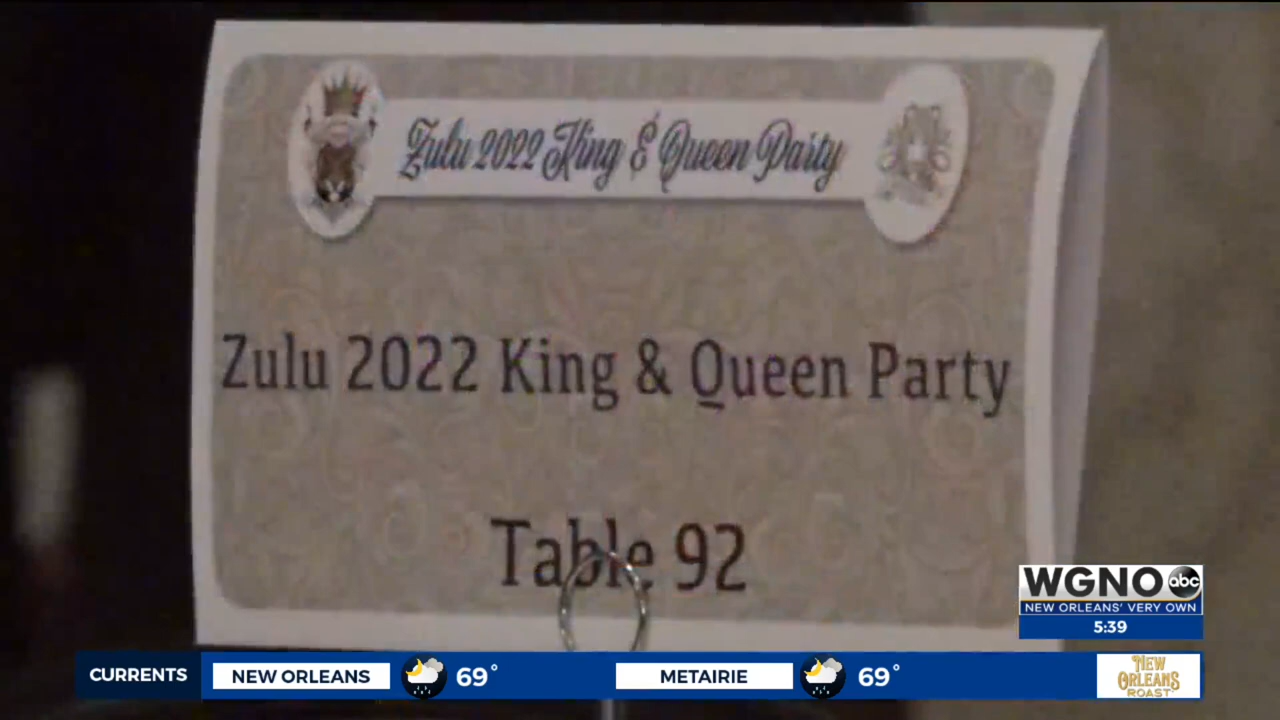 Zulu 2022 King & Queen Party
Zulu 2022 King & Queen Party
Table 92
WGNO abc
NEW ORLEANS' VERY OWN
5:39
CURRENTS NEW ORLEANS 69° METAIRIE 69°
NEW
ORLEANS
ROAST